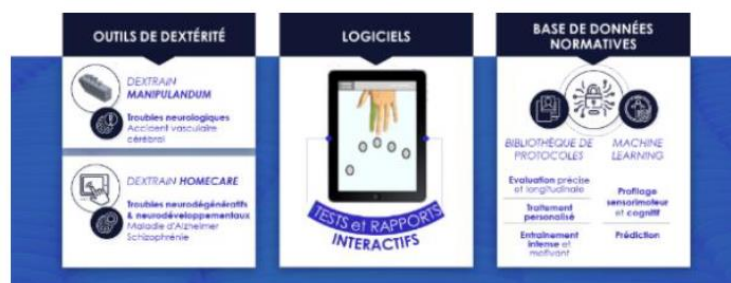 OUTILS DE DEXTÉRITÉ
DEXTRAIN
MANIPULANDUM
Troubles neurologiques
Accident vasculaire
cérébral
DEXTRAIN HOMECARE
Troubles neurodégénératifs
& neurodéveloppementaux
Maladie d'Alzheimer
Schizophrénie
LOGICIELS
TESTS et RAPPORTS
INTERACTIFS
BASE DE DONNÉES
NORMATIVES
BIBLIOTHÈQUE DE
PROTOCOLES
Evaluation précise
et longitudinale
Traitement
personalisé
Entraînement
intense et
motivant
MACHINE
LEARNING
Profilage
sensorimoteur
et cognitif
Prédiction